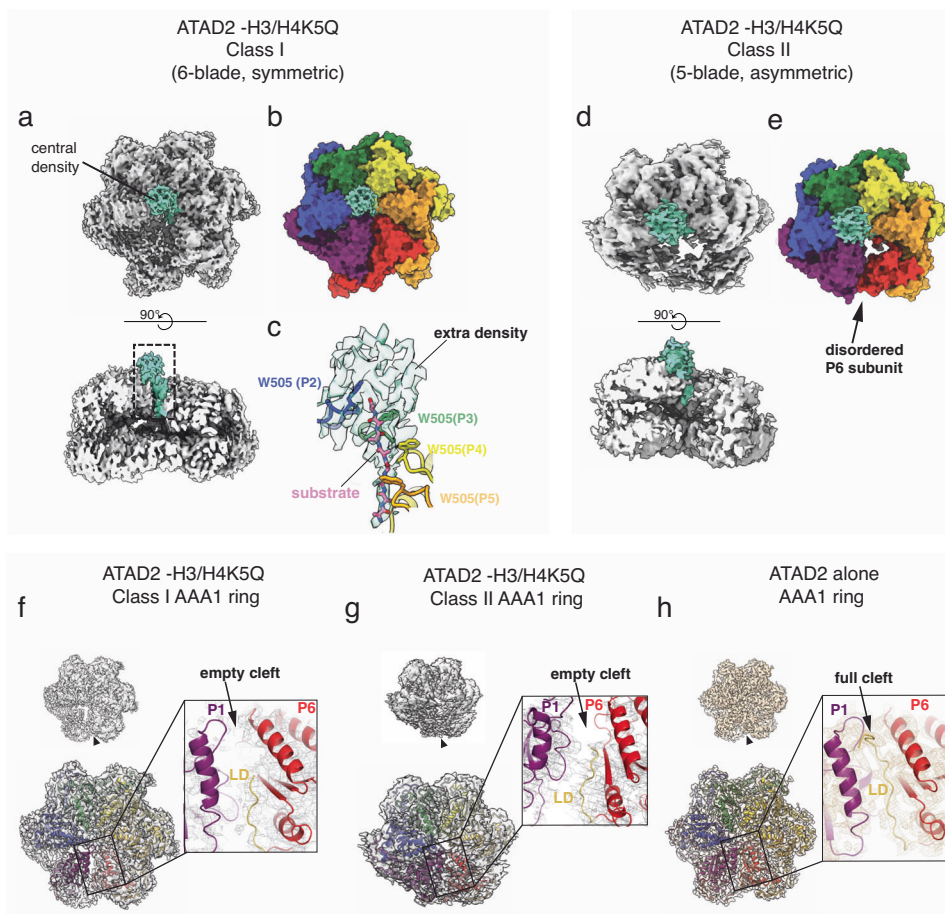 ATAD2 -H3/H4K5Q
Class I
(6-blade, symmetric)
a
central
density
b
90°
c
extra density
W505 (P2)
W505(P3)
W505(P4)
substrate
W505(P5)
ATAD2 -H3/H4K5Q
Class II
(5-blade, asymmetric)
d
e
90°
disordered
P6 subunit
ATAD2 -H3/H4K5Q
Class I AAA1 ring
f
empty cleft
P1
P6
LD
ATAD2 -H3/H4K5Q
Class II AAA1 ring
g
empty cleft
P1
P6
LD
ATAD2 alone
AAA1 ring
h
full cleft
P1
P6
LD